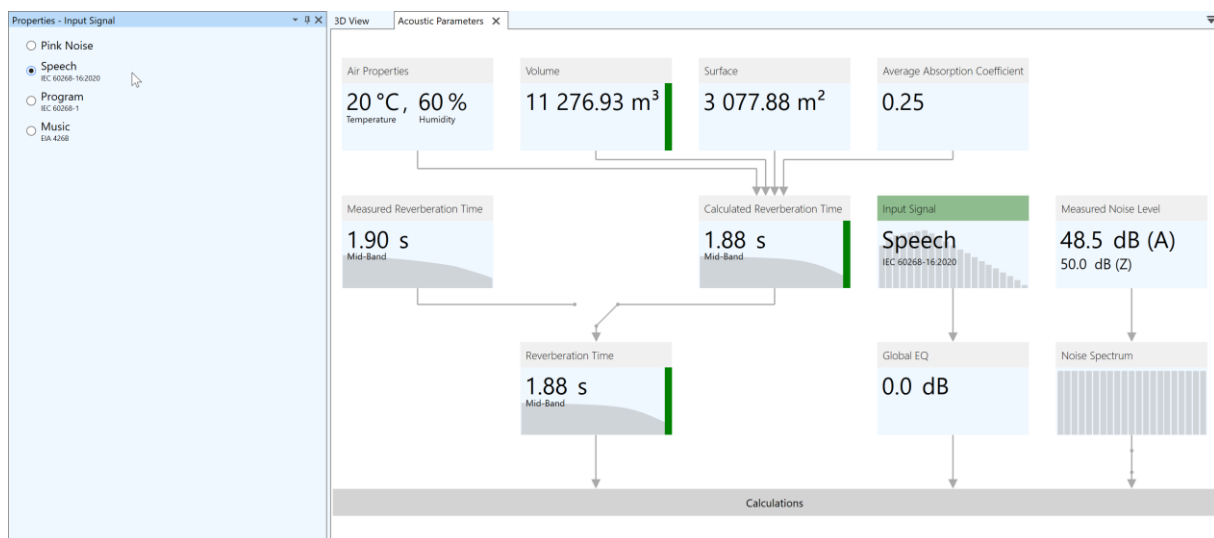 Properties - Input Signal
Pink Noise
Speech
IEC 60268-16:2020
Program
IEC 60268-1
Music
EIA 426B
3D View
Acoustic Parameters
Air Properties
20 °C, 60 %
Temperature Humidity
Volume
11 276.93 m³
Surface
3 077.88 m²
Average Absorption Coefficient
0.25
Measured Reverberation Time
1.90 s
Mid-Band
Calculated Reverberation Time
1.88 s
Mid-Band
Input Signal
Speech
IEC 60268-16:2020
Measured Noise Level
48.5 dB (A)
50.0 dB (Z)
Reverberation Time
1.88 s
Mid-Band
Global EQ
0.0 dB
Noise Spectrum
Calculations